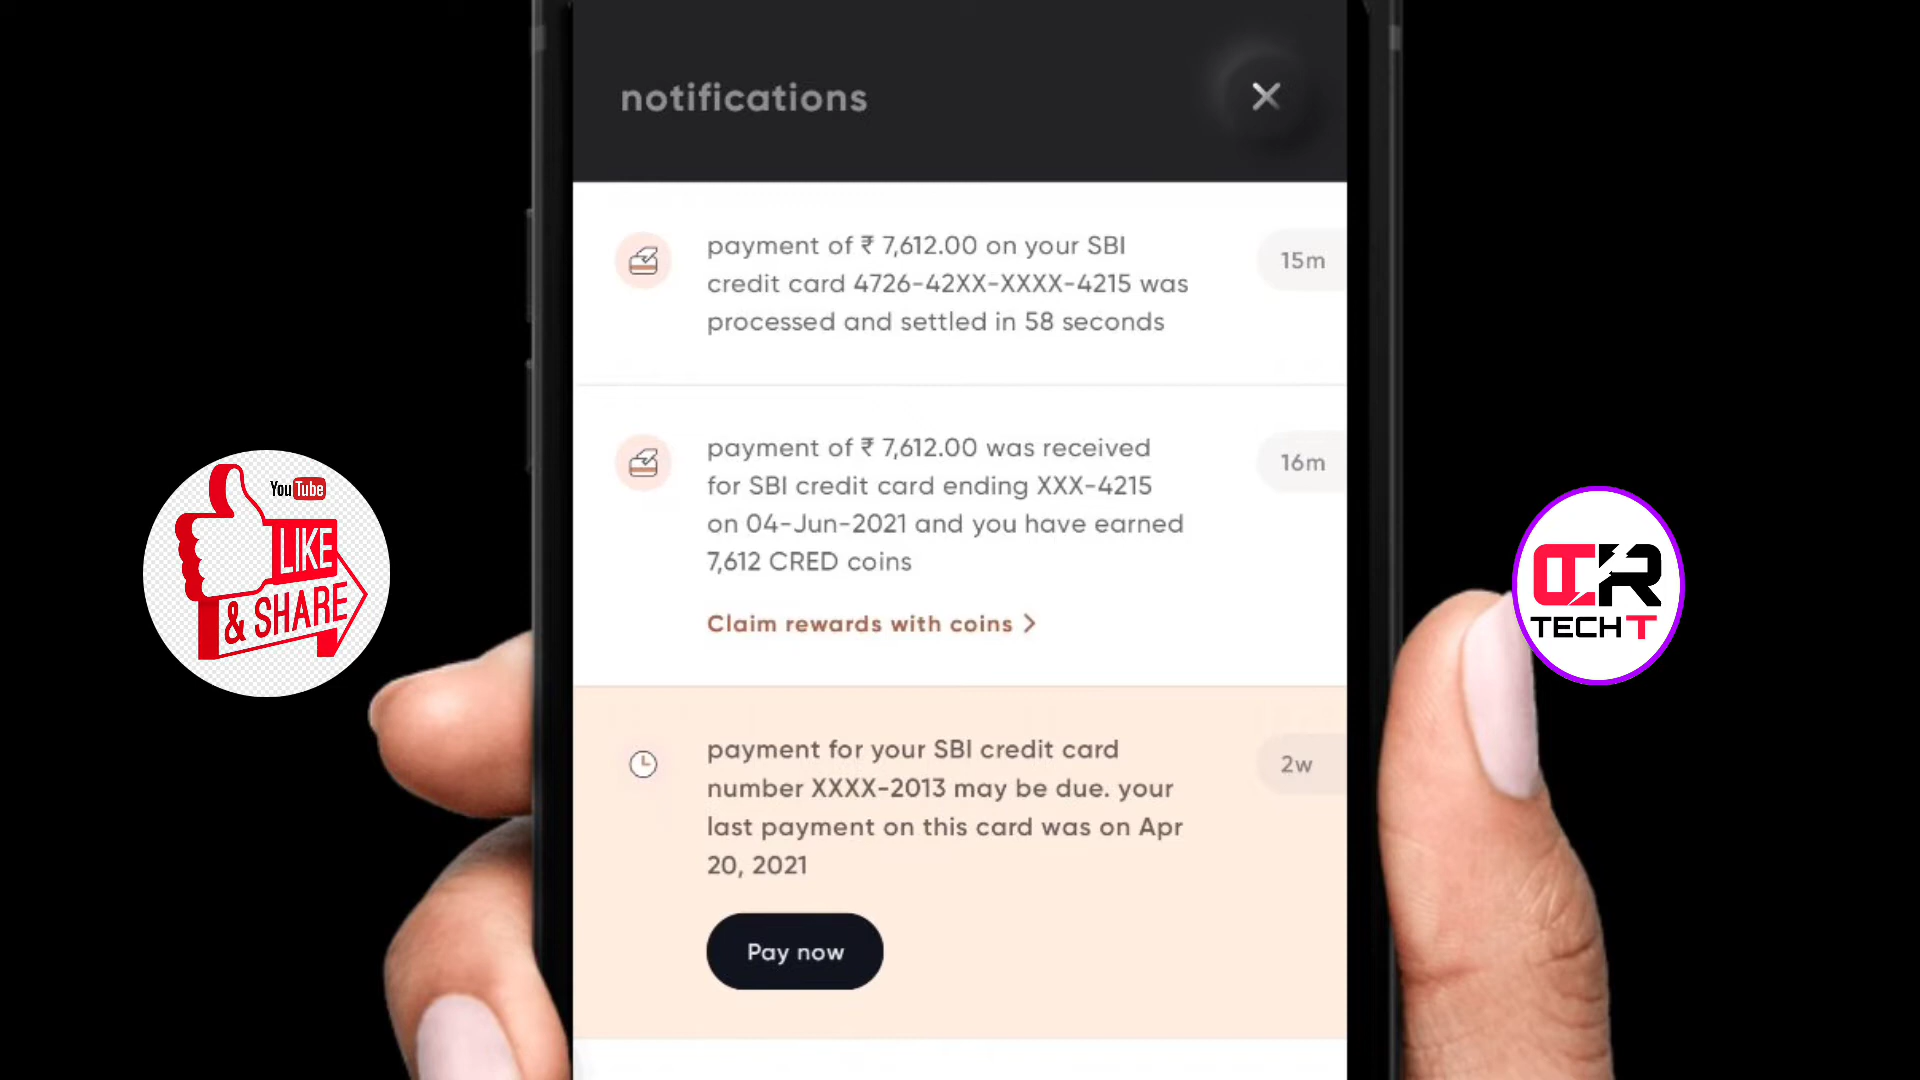 notifications
payment of ₹ 7,612.00 on your SBI
credit card 4726-42XX-XXXX-4215 was
processed and settled in 58 seconds
15m
payment of ₹ 7,612.00 was received
for SBI credit card ending XXX-4215
on 04-Jun-2021 and you have earned
7,612 CRED coins
16m
Claim rewards with coins >
payment for your SBI credit card
number XXXX-2013 may be due. your
last payment on this card was on Apr
20, 2021
2w
Pay now
YouTube
LIKE
& SHARE
CR
TECH T